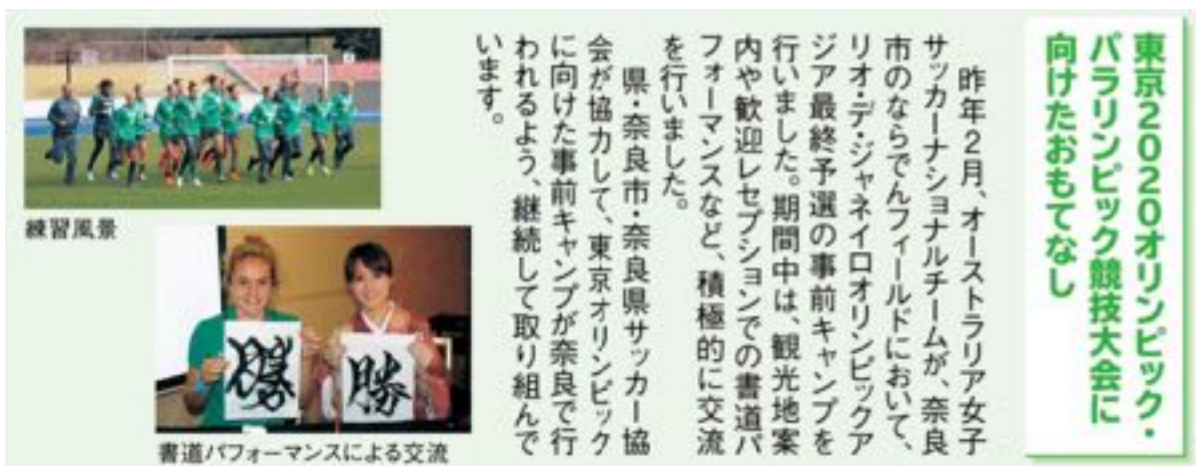 東京2020オリンピック・
パラリンピック競技大会に
向けたおもてなし
昨年2月、オーストラリア女子
サッカーナショナルチームが、奈良
市のならでんフィールドにおいて、
リオ・デ・ジャネイロオリンピックア
ジア最終予選の事前キャンプを
行いました。期間中は、観光地案
内や歓迎レセプションでの書道パ
フォーマンスなど、積極的に交流
を行いました。
県・奈良市・奈良県サッカー協
会が協力して、東京オリンピック
に向けた事前キャンプが奈良で行
われるよう、継続して取り組んで
います。
練習風景
勝
勝
書道パフォーマンスによる交流